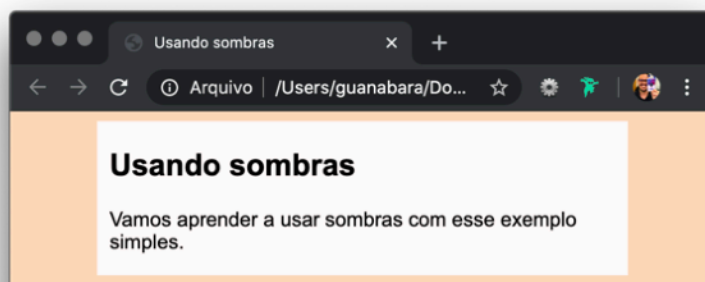 Usando sombras
Arquivo | /Users/guanabara/Do...
Usando sombras
Vamos aprender a usar sombras com esse exemplo
simples.